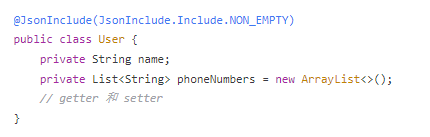 @JsonInclude(JsonInclude.Include.NON_EMPTY)
public class User {
    private String name;
    private List<String> phoneNumbers = new ArrayList<>();
    // getter 和 setter
}